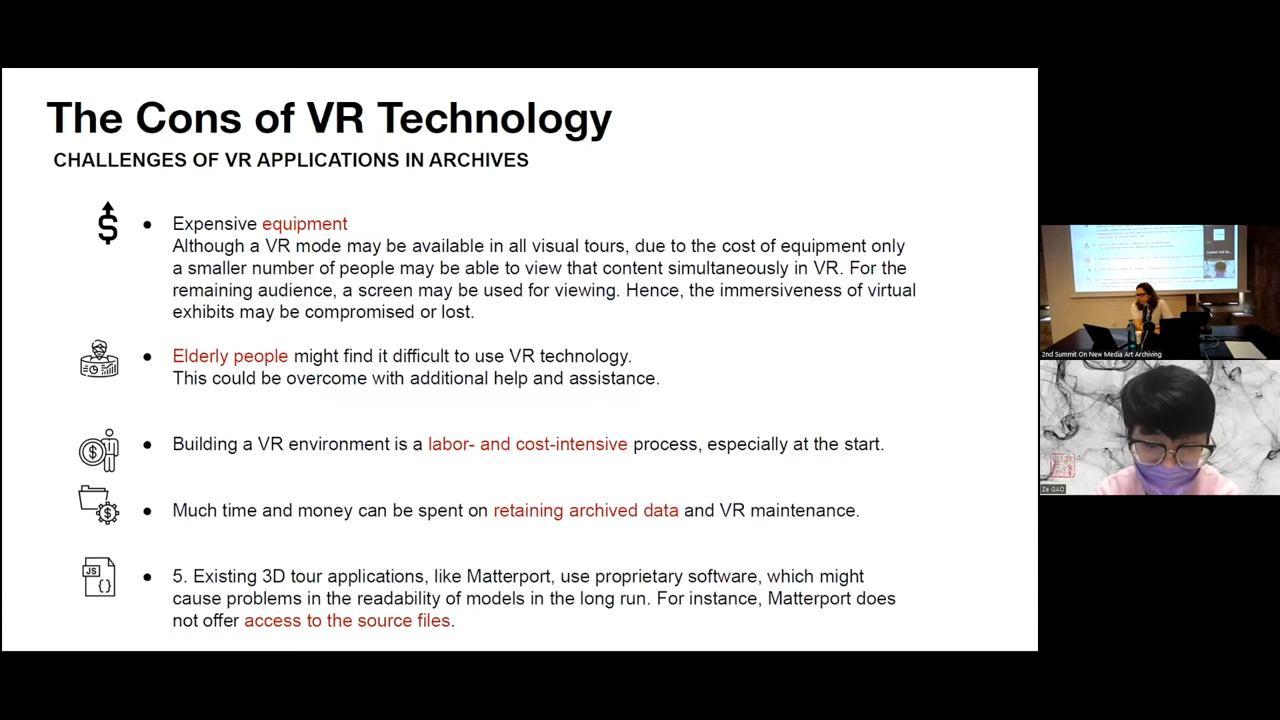 The Cons of VR Technology
CHALLENGES OF VR APPLICATIONS IN ARCHIVES
● Expensive equipment
Although a VR mode may be available in all visual tours, due to the cost of equipment only
a smaller number of people may be able to view that content simultaneously in VR. For the
remaining audience, a screen may be used for viewing. Hence, the immersiveness of virtual
exhibits may be compromised or lost.
● Elderly people might find it difficult to use VR technology.
This could be overcome with additional help and assistance.
● Building a VR environment is a labor- and cost-intensive process, especially at the start.
● Much time and money can be spent on retaining archived data and VR maintenance.
JS
{}
● 5. Existing 3D tour applications, like Matterport, use proprietary software, which might
cause problems in the readability of models in the long run. For instance, Matterport does
not offer access to the source files.
2nd Summit On New Media Art Archiving
Ze GAO